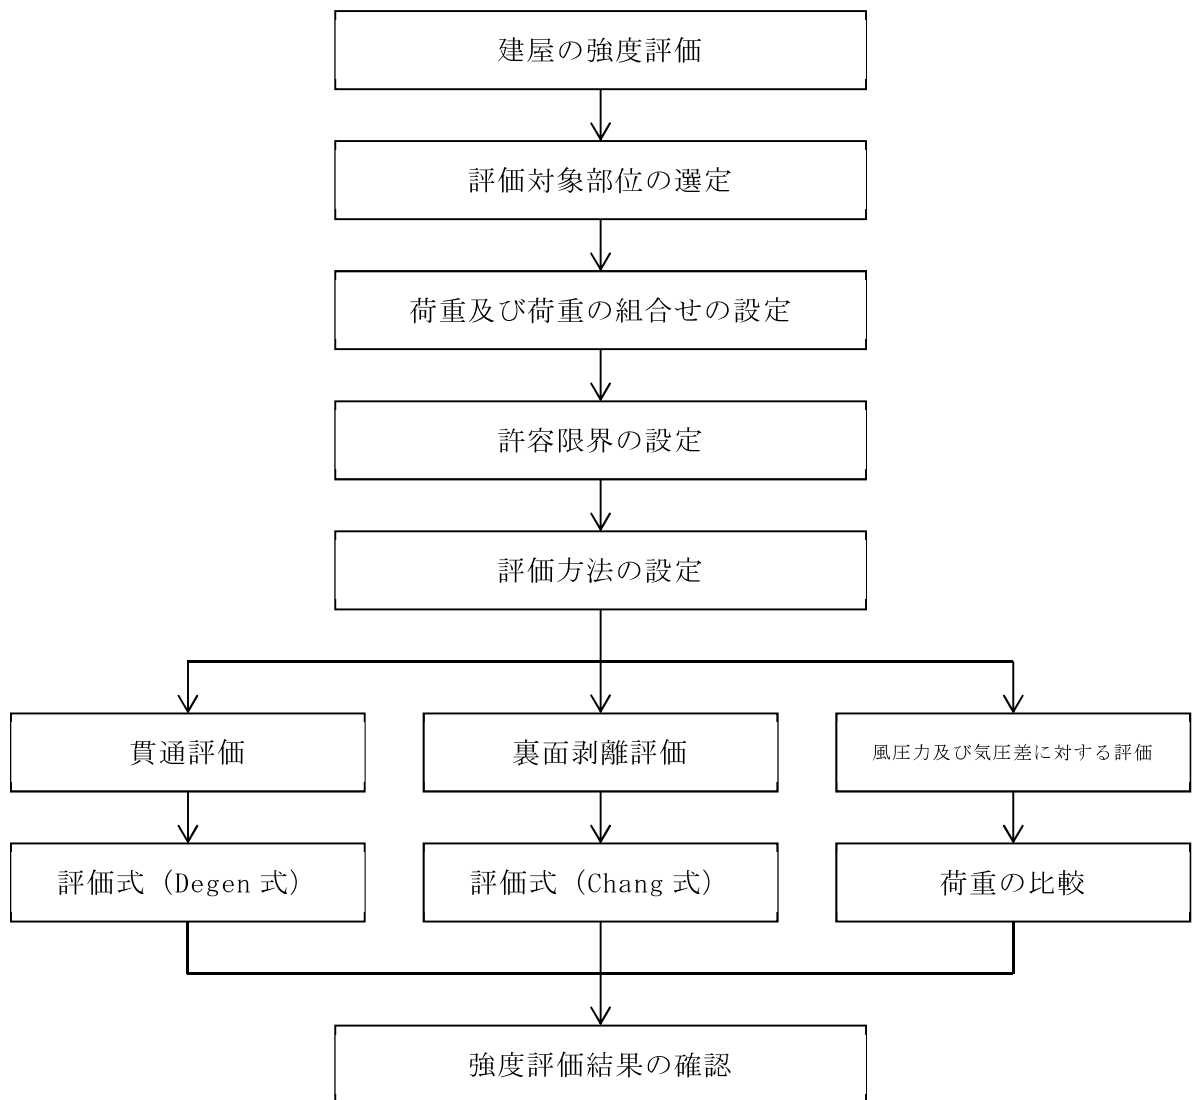 建屋の強度評価
評価対象部位の選定
荷重及び荷重の組合せの設定
許容限界の設定
評価方法の設定
貫通評価
裏面剥離評価
風圧力及び気圧差に対する評価
評価式（Degen 式）
評価式（Chang 式）
荷重の比較
強度評価結果の確認